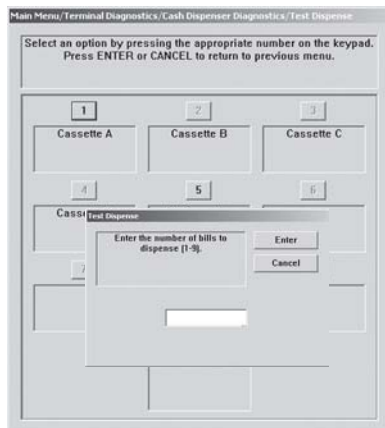 Main Menu/Terminal Diagnostics/Cash Dispenser Diagnostics/Test Dispense
Select an option by pressing the appropriate number on the keypad.
Press ENTER or CANCEL to return to previous menu.
1 2 3
Cassette A Cassette B Cassette C
4 5 6
Test Dispense
Enter the number of bills to
dispense [1-9].
Enter
Cancel
7